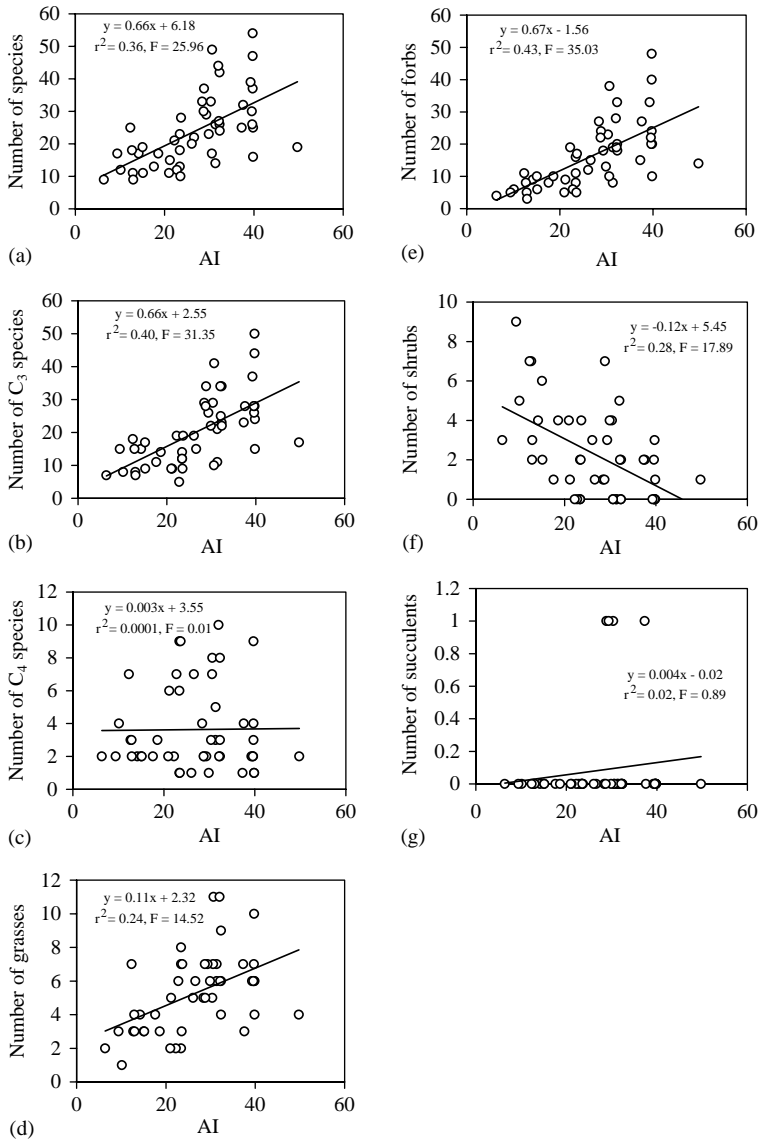 y = 0.66x + 6.18
r2= 0.36, F = 25.96
60
50
40
30
20
10
0
Number of species
0 20 40 60
AI
(a)
y = 0.66x + 2.55
r2= 0.40, F = 31.35
60
50
40
30
20
10
0
Number of C3 species
0 20 40 60
AI
(b)
y = 0.003x + 3.55
r2= 0.0001, F = 0.01
12
10
8
6
4
2
0
Number of C4 species
0 20 40 60
AI
(c)
y = 0.11x + 2.32
r2= 0.24, F = 14.52
12
10
8
6
4
2
0
Number of grasses
0 20 40 60
AI
(d)
y = 0.67x - 1.56
r2= 0.43, F = 35.03
60
50
40
30
20
10
0
Number of forbs
0 20 40 60
AI
(e)
y = -0.12x + 5.45
r2= 0.28, F = 17.89
10
8
6
4
2
0
Number of shrubs
0 20 40 60
AI
(f)
y = 0.004x - 0.02
r2= 0.02, F = 0.89
1.2
1
0.8
0.6
0.4
0.2
0
Number of succulents
0 20 40 60
AI
(g)